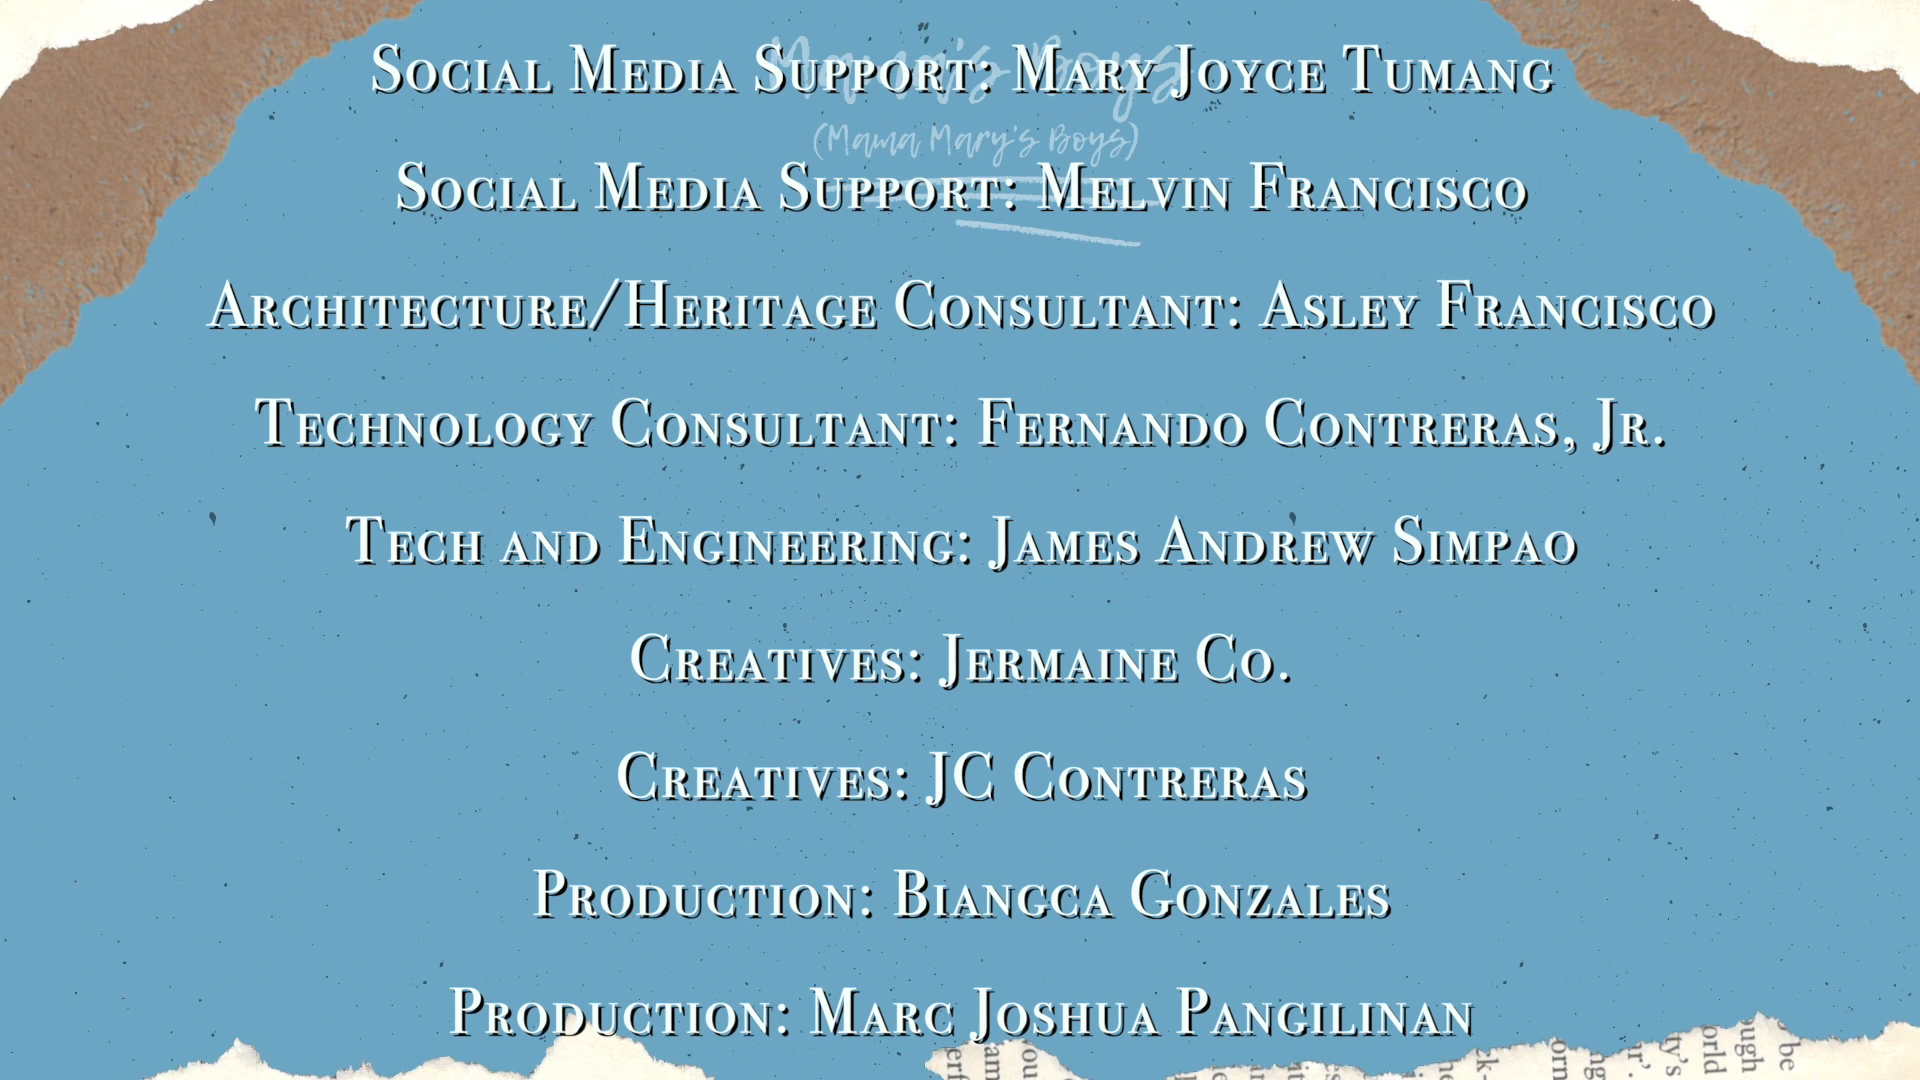 Mama's Boys
Social Media Support: Mary Joyce Tumang
(Mama Mary's Boys)
Social Media Support: Melvin Francisco
Architecture/Heritage Consultant: Asley Francisco
Technology Consultant: Fernando Contreras, Jr.
Tech and Engineering: James Andrew Simpao
Creatives: Jermaine Co.
Creatives: JC Contreras
Production: Biangca Gonzales
Production: Marc Joshua Pangilinan